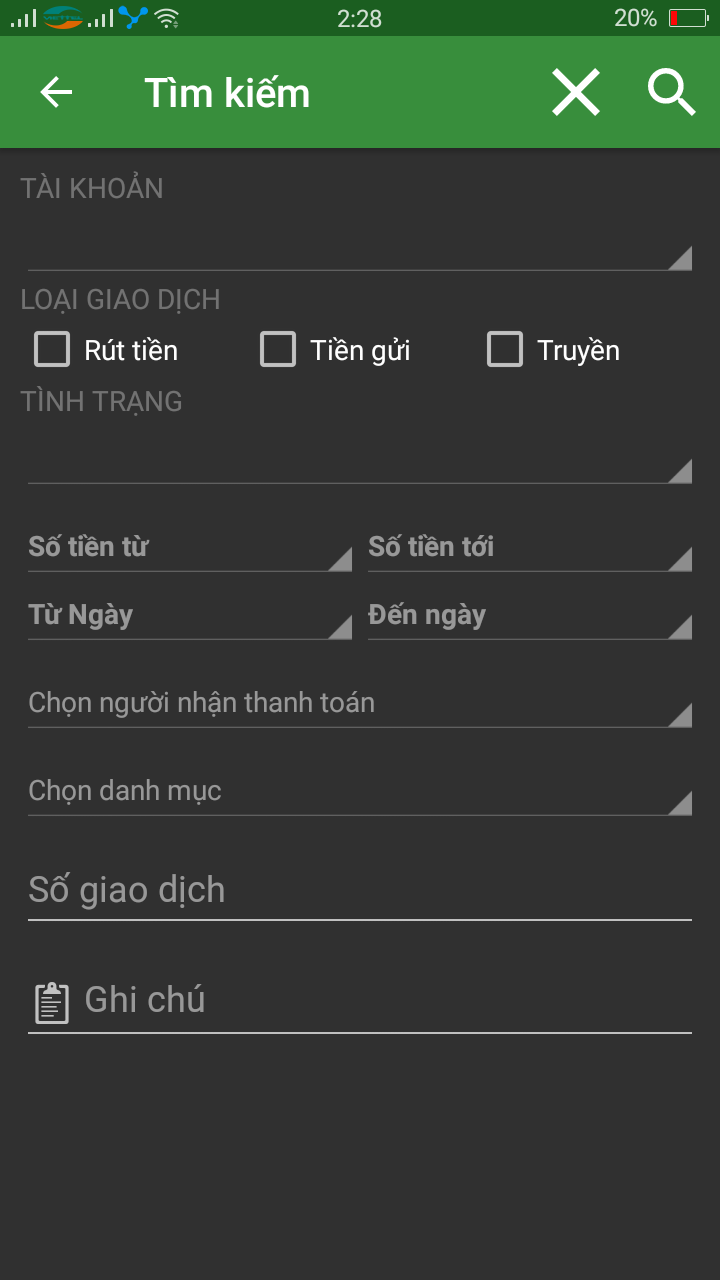 VIETTEL
2:28
20%
Tìm kiếm
TÀI KHOẢN
LOẠI GIAO DỊCH
Rút tiền
Tiền gửi
Truyền
TÌNH TRẠNG
Số tiền từ
Số tiền tới
Từ Ngày
Đến ngày
Chọn người nhận thanh toán
Chọn danh mục
Số giao dịch
Ghi chú